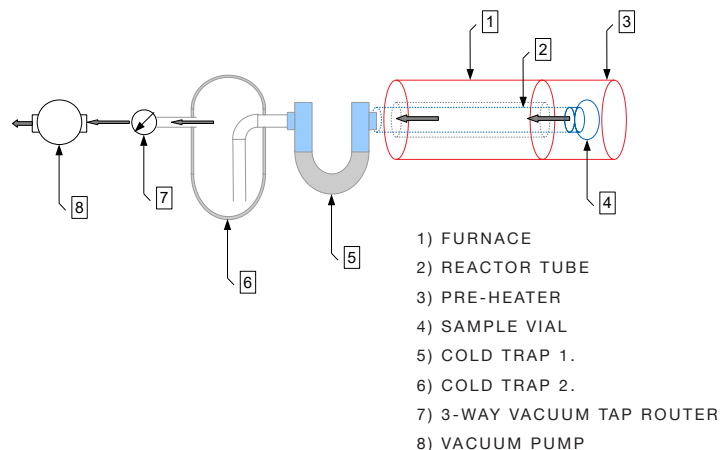 1
2
3
8
7
6
5
4
1) FURNACE
2) REACTOR TUBE
3) PRE-HEATER
4) SAMPLE VIAL
5) COLD TRAP 1.
6) COLD TRAP 2.
7) 3-WAY VACUUM TAP ROUTER
8) VACUUM PUMP